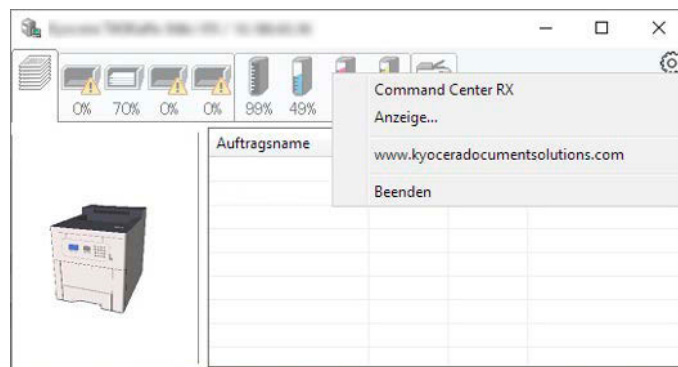 0% 70% 0% 0% 99% 49%
Command Center RX
Anzeige...
www.kyoceradocumentsolutions.com
Beenden
Auftragsname